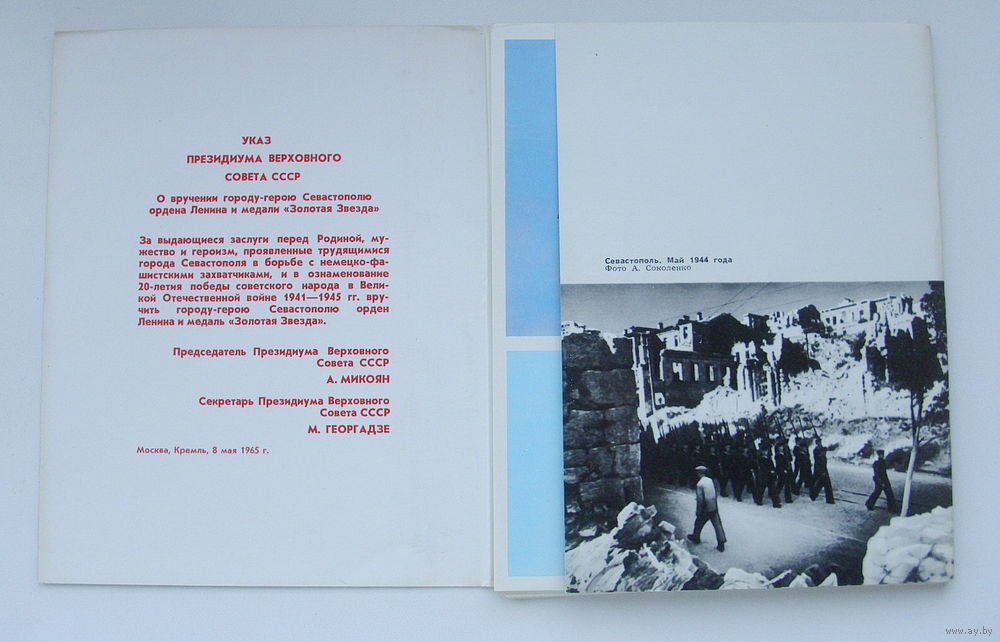 УКАЗ
ПРЕЗИДИУМА ВЕРХОВНОГО
СОВЕТА СССР
О вручении городу-герою Севастополю
ордена Ленина и медали «Золотая Звезда»
За выдающиеся заслуги перед Родиной, му-
жество и героизм, проявленные трудящимися
города Севастополя в борьбе с немецко-фа-
шистскими захватчиками, и в ознаменование
20-летия победы советского народа в Вели-
кой Отечественной войне 1941—1945 гг. вру-
чить городу-герою Севастополю орден
Ленина и медаль «Золотая Звезда».
Председатель Президиума Верховного
Совета СССР
А. МИКОЯН
Секретарь Президиума Верховного
Совета СССР
М. ГЕОРГАДЗЕ
Москва, Кремль, 8 мая 1965 г.
Севастополь. Май 1944 года
Фото А. Соколенко
www.ay.by